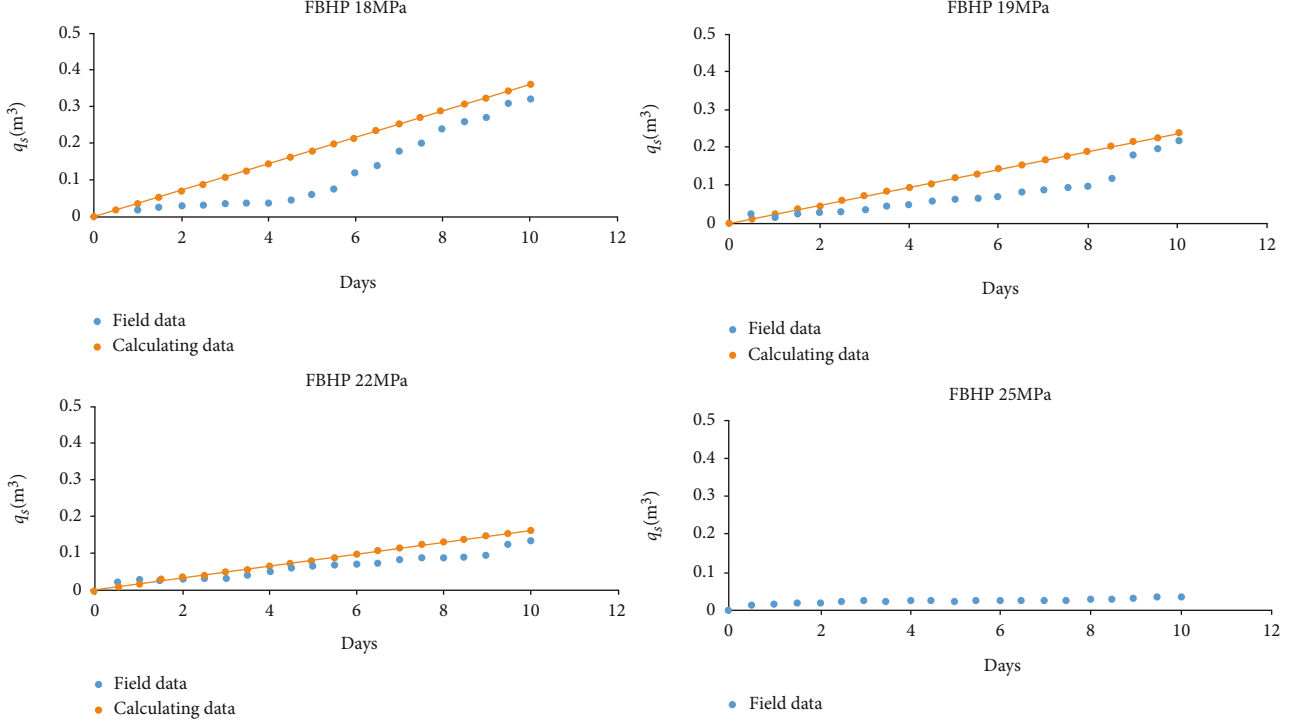 FBHP 18MPa
0.5
0.4
0.3
0.2
0.1
0
q_s(m³)
0 2 4 6 8 10 12
Days
Field data
Calculating data
FBHP 19MPa
0.5
0.4
0.3
0.2
0.1
0
q_s(m³)
0 2 4 6 8 10 12
Days
Field data
Calculating data
FBHP 22MPa
0.5
0.4
0.3
0.2
0.1
0
q_s(m³)
0 2 4 6 8 10 12
Days
Field data
Calculating data
FBHP 25MPa
0.5
0.4
0.3
0.2
0.1
0
q_s(m³)
0 2 4 6 8 10 12
Days
Field data